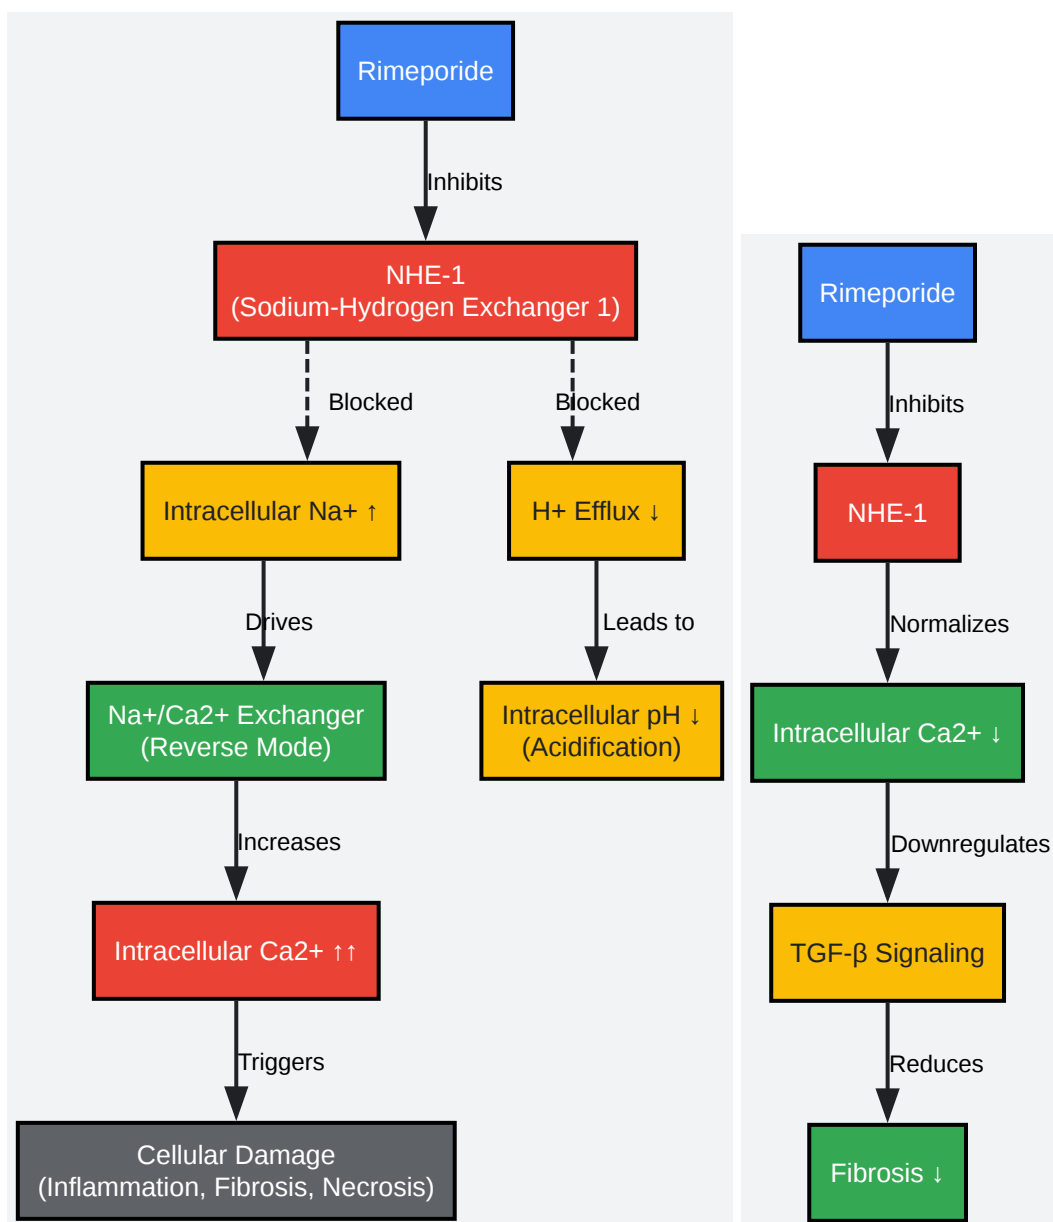 Rimeporide
Inhibits
NHE-1
(Sodium-Hydrogen Exchanger 1)
Blocked
Blocked
Intracellular Na+ ↑
H+ Efflux ↓
Drives
Leads to
Na+/Ca2+ Exchanger
(Reverse Mode)
Intracellular pH ↓
(Acidification)
Increases
Intracellular Ca2+ ↑↑
Triggers
Cellular Damage
(Inflammation, Fibrosis, Necrosis)
Rimeporide
Inhibits
NHE-1
Normalizes
Intracellular Ca2+ ↓
Downregulates
TGF-β Signaling
Reduces
Fibrosis ↓